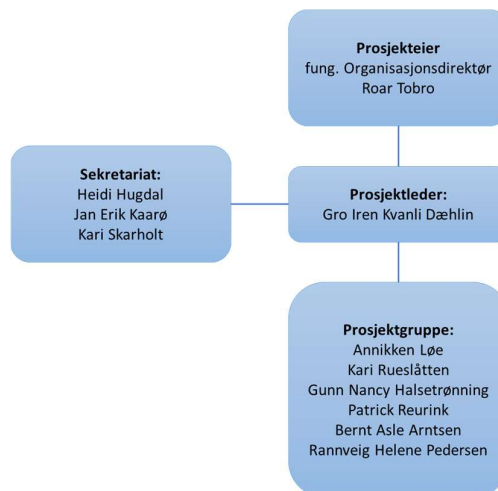 Prosjekteier
fung. Organisasjonsdirektør
Roar Tobro
Sekretariat:
Heidi Hugdal
Jan Erik Kaarø
Kari Skarholt
Prosjektleder:
Gro Iren Kvanli Dæhlin
Prosjektgruppe:
Annikken Løe
Kari Rueslåtten
Gunn Nancy Halsetrønning
Patrick Reurink
Bernt Asle Arntsen
Rannveig Helene Pedersen